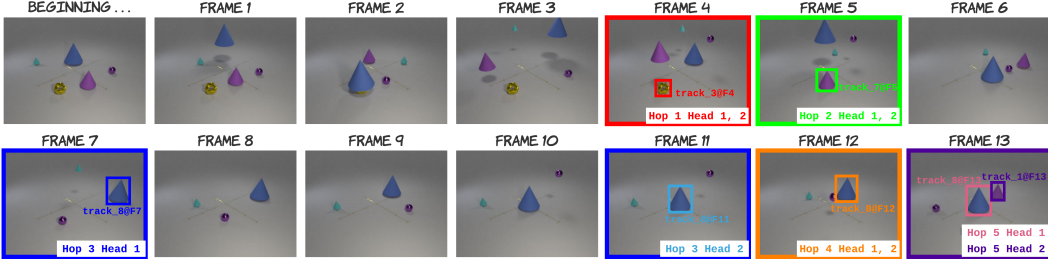 BEGINNING ...
FRAME 1
FRAME 2
FRAME 3
FRAME 4
FRAME 5
FRAME 6
track_3@F4
Hop 1 Head 1, 2
Hop 2 Head 1, 2
FRAME 7
FRAME 8
FRAME 9
FRAME 10
FRAME 11
FRAME 12
FRAME 13
track_8@F7
track_8@F12
track_1@F13
Hop 3 Head 1
Hop 3 Head 2
Hop 4 Head 1, 2
Hop 5 Head 1
Hop 5 Head 2